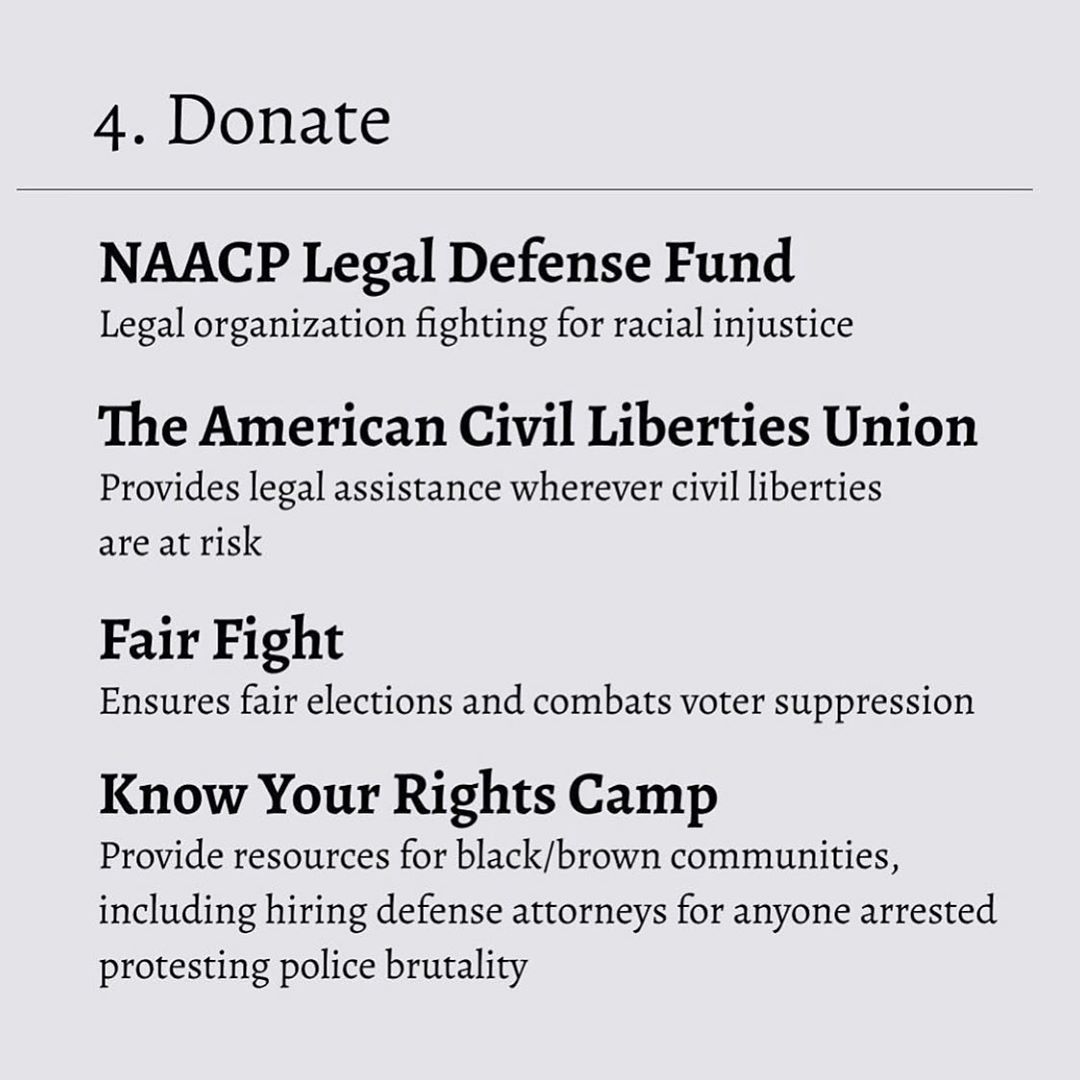 4. Donate
NAACP Legal Defense Fund
Legal organization fighting for racial injustice
The American Civil Liberties Union
Provides legal assistance wherever civil liberties
are at risk
Fair Fight
Ensures fair elections and combats voter suppression
Know Your Rights Camp
Provide resources for black/brown communities,
including hiring defense attorneys for anyone arrested
protesting police brutality